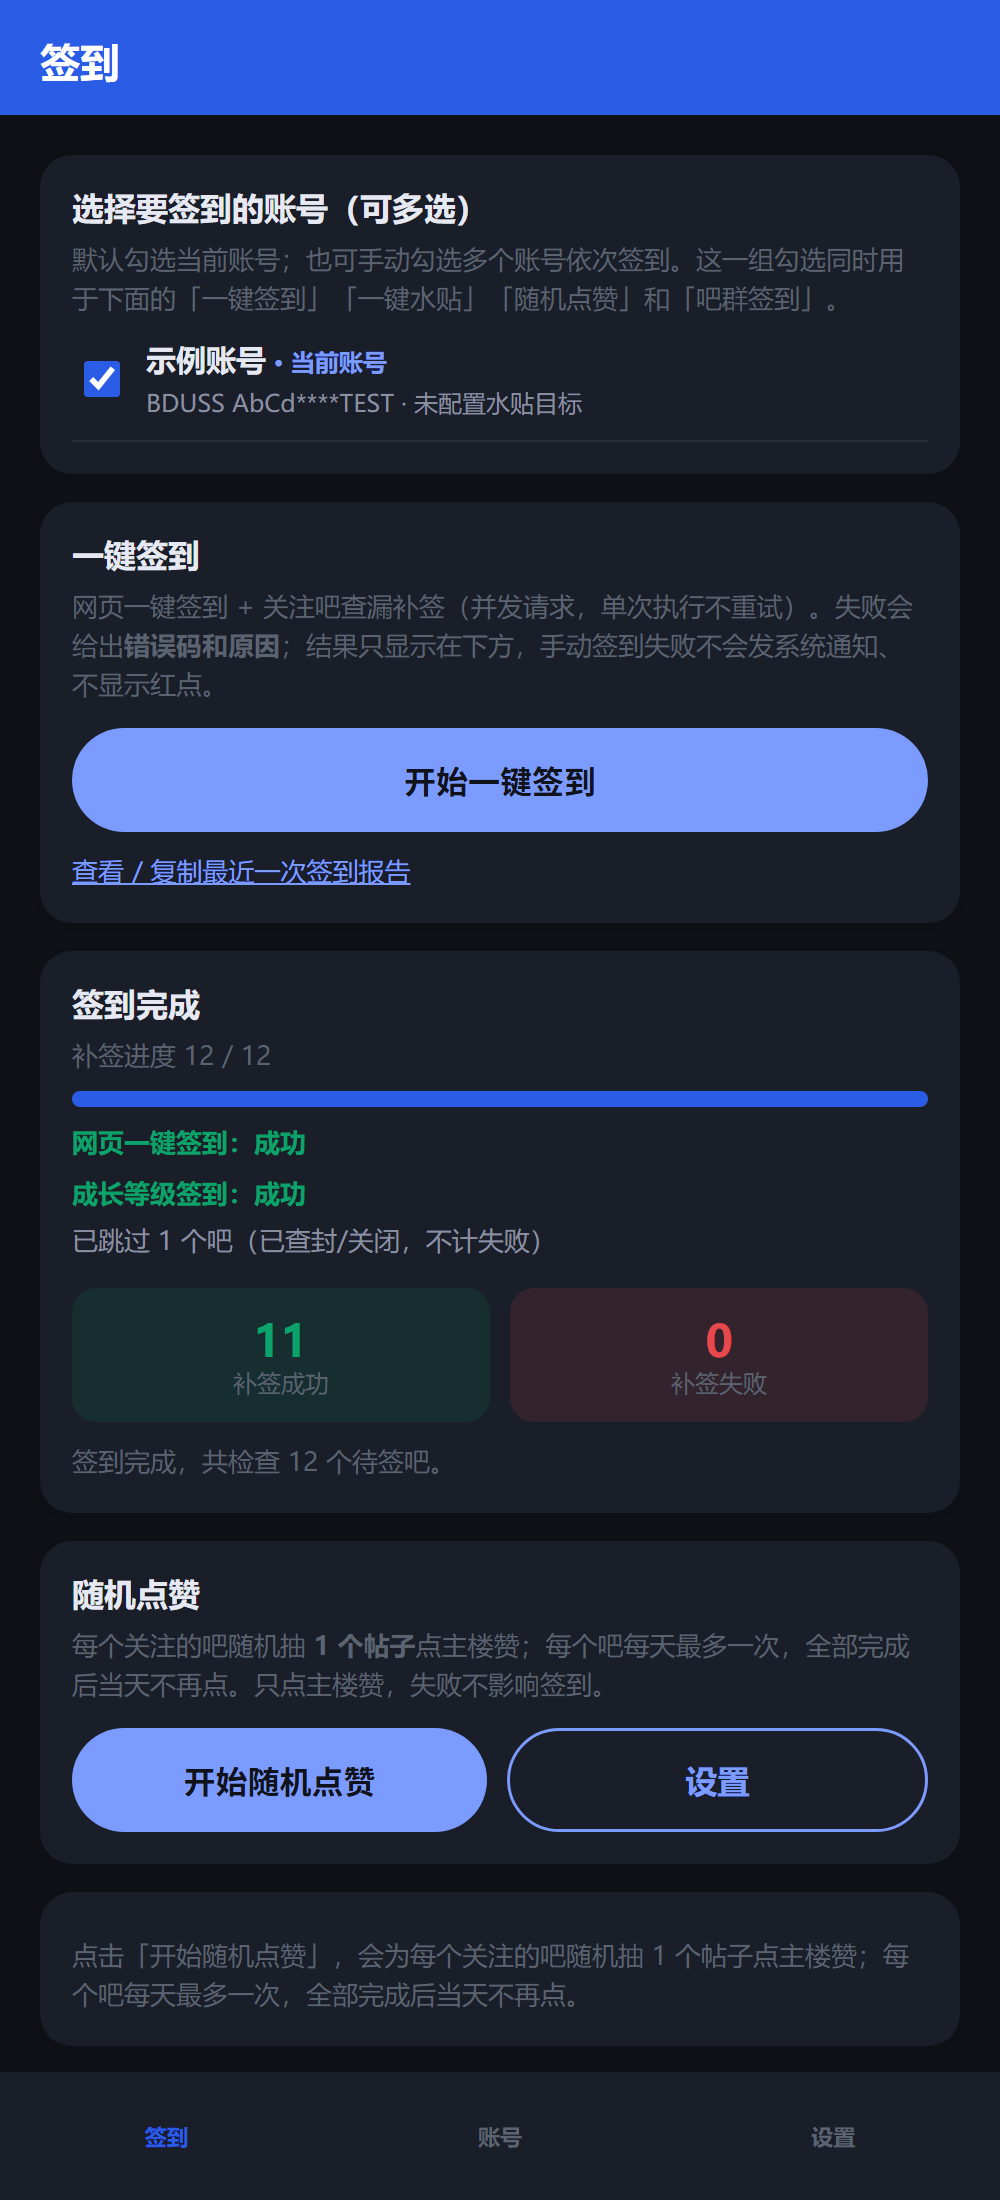 签到
选择要签到的账号（可多选）
默认勾选当前账号；也可手动勾选多个账号依次签到。这一组勾选同时用
于下面的「一键签到」「一键水贴」「随机点赞」和「吧群签到」。
示例账号 · 当前账号
BDUSS AbCd****TEST · 未配置水贴目标
一键签到
网页一键签到 + 关注吧查漏补签（并发请求，单次执行不重试）。失败会
给出错误码和原因；结果只显示在下方，手动签到失败不会发系统通知、
不显示红点。
开始一键签到
查看 / 复制最近一次签到报告
签到完成
补签进度 12 / 12
网页一键签到：成功
成长等级签到：成功
已跳过 1 个吧（已查封/关闭，不计失败）
11
补签成功
0
补签失败
签到完成，共检查 12 个待签吧。
随机点赞
每个关注的吧随机抽 1 个帖子点主楼赞；每个吧每天最多一次，全部完成
后当天不再点。只点主楼赞，失败不影响签到。
开始随机点赞
设置
点击「开始随机点赞」，会为每个关注的吧随机抽 1 个帖子点主楼赞；每
个吧每天最多一次，全部完成后当天不再点。
签到
账号
设置